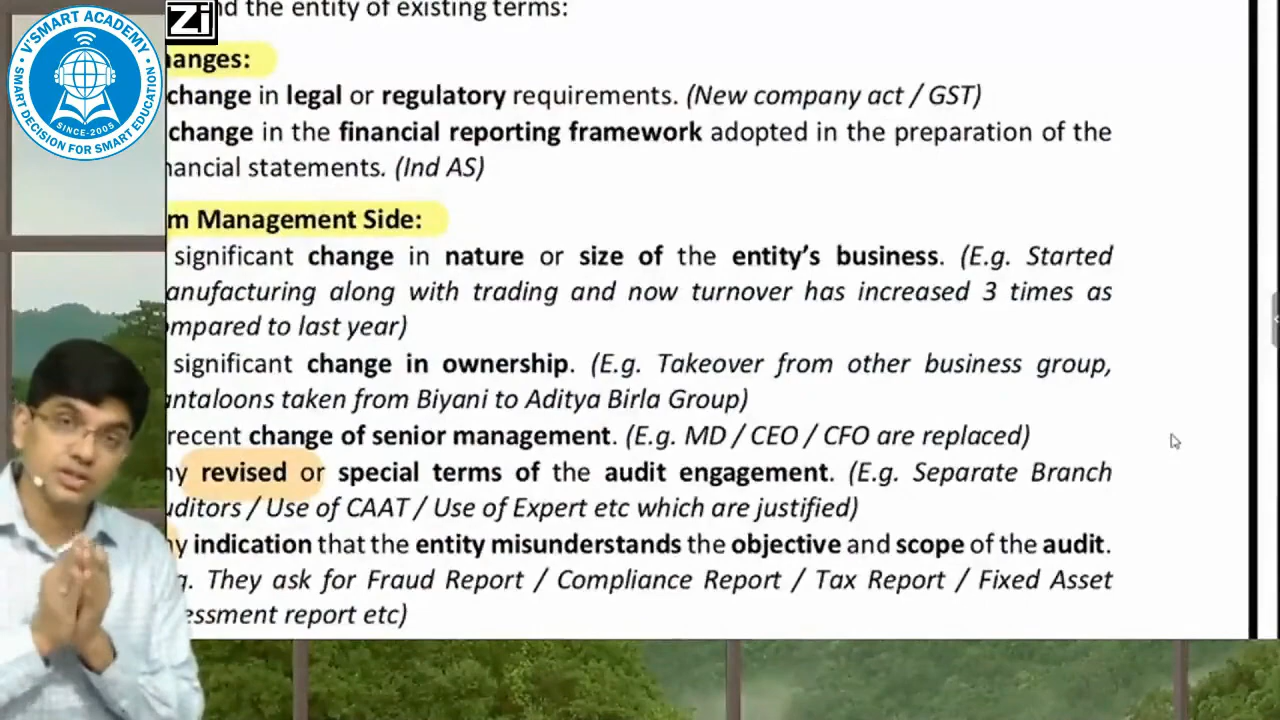 V'SMART ACADEMY
SINCE-2005
SMART DECISION FOR SMART EDUCATION
Zi
nd the entity of existing terms:
anges:
change in legal or regulatory requirements. (New company act / GST)
change in the financial reporting framework adopted in the preparation of the
nancial statements. (Ind AS)
m Management Side:
significant change in nature or size of the entity's business. (E.g. Started
anufacturing along with trading and now turnover has increased 3 times as
ompared to last year)
significant change in ownership. (E.g. Takeover from other business group,
antaloons taken from Biyani to Aditya Birla Group)
recent change of senior management. (E.g. MD / CEO / CFO are replaced)
ny revised or special terms of the audit engagement. (E.g. Separate Branch
uditors / Use of CAAT / Use of Expert etc which are justified)
y indication that the entity misunderstands the objective and scope of the audit.
g. They ask for Fraud Report / Compliance Report / Tax Report / Fixed Asset
essment report etc)